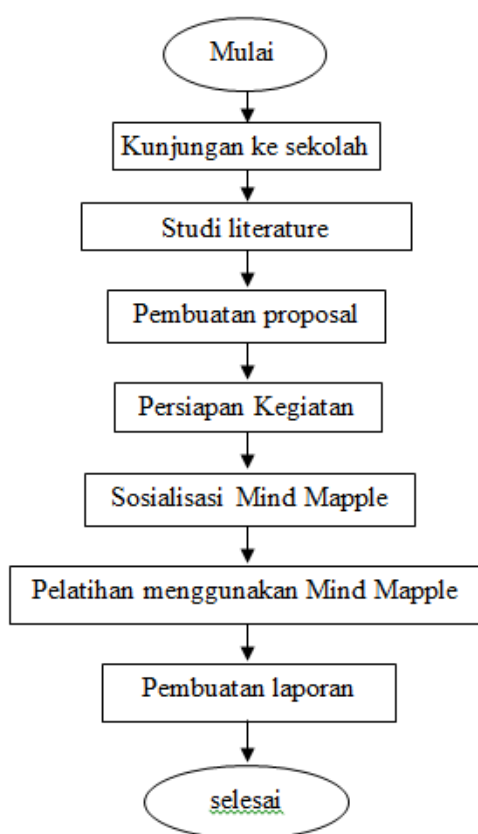 Mulai
Kunjungan ke sekolah
Studi literature
Pembuatan proposal
Persiapan Kegiatan
Sosialisasi Mind Mapple
Pelatihan menggunakan Mind Mapple
Pembuatan laporan
selesai